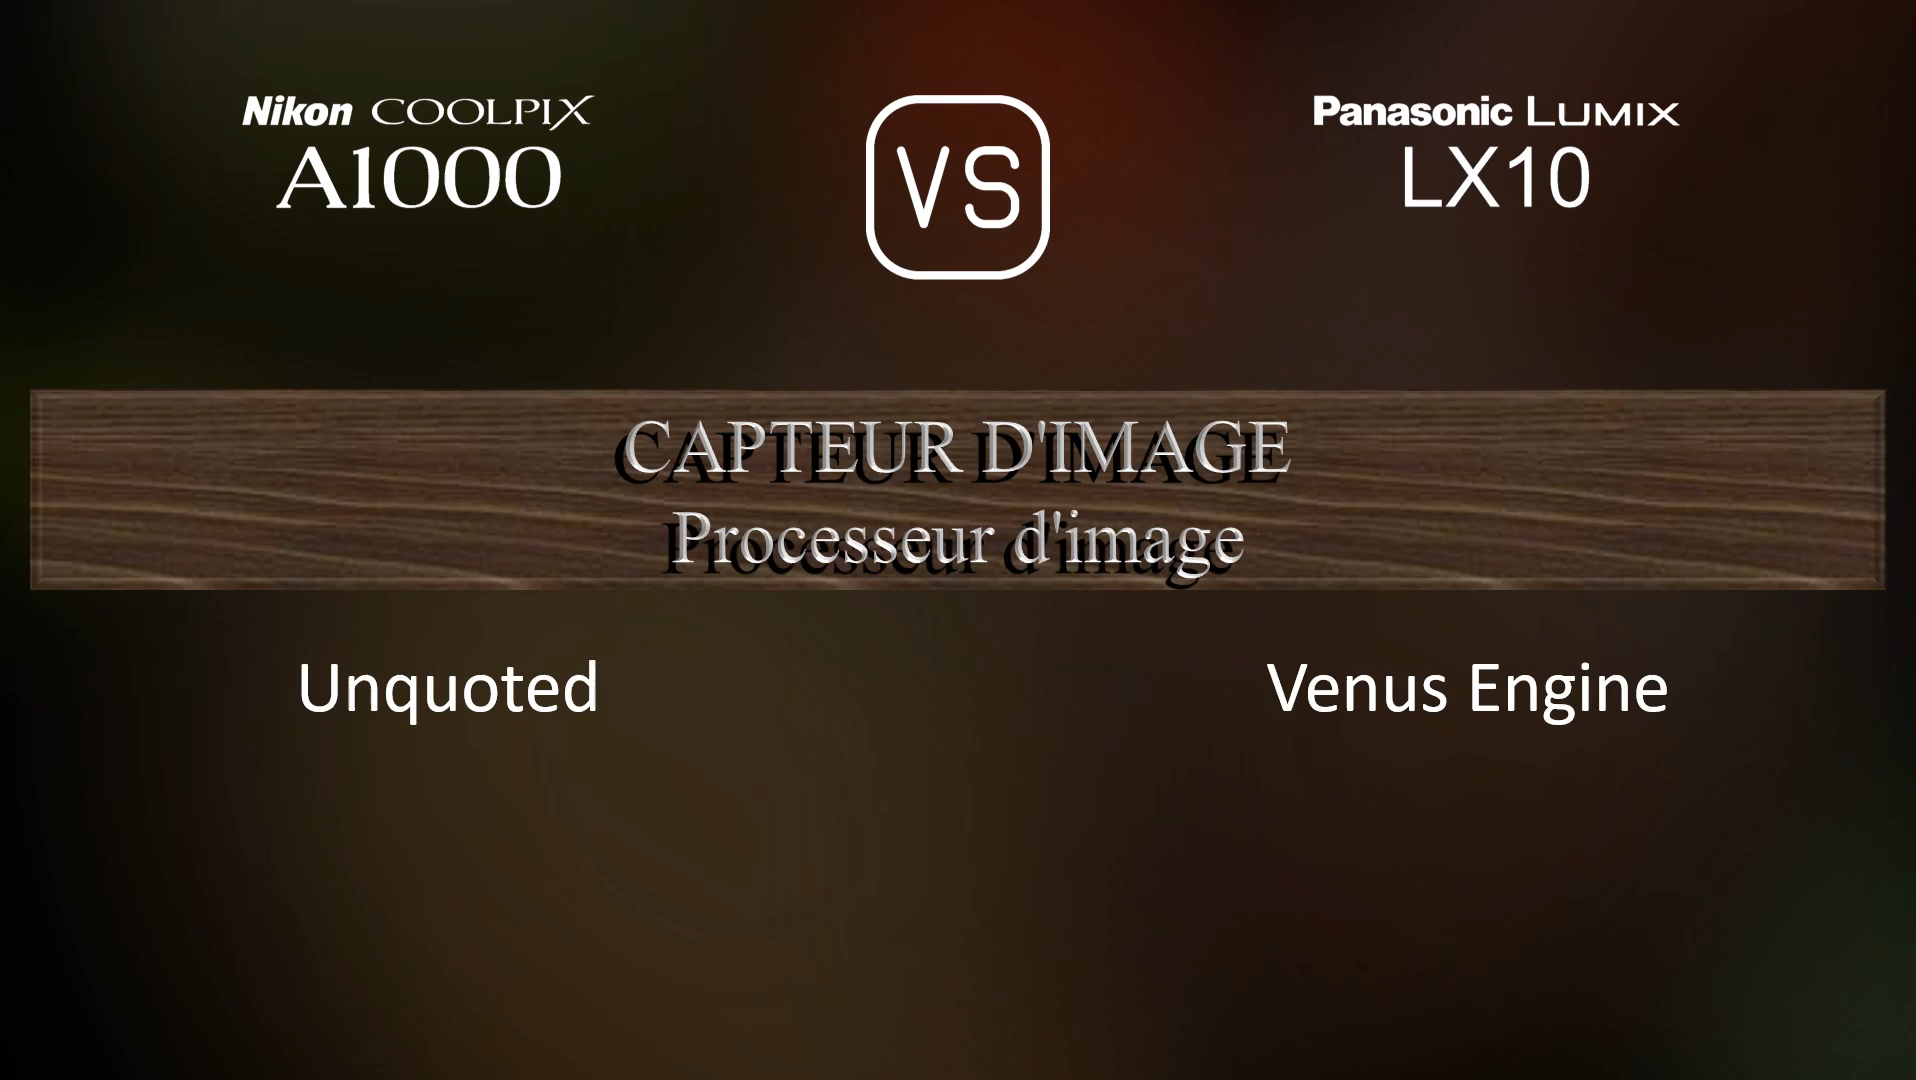 Nikon COOLPIX
A1000
VS
Panasonic LUMIX
LX10
CAPTEUR D'IMAGE
Processeur d'image
Unquoted
Venus Engine